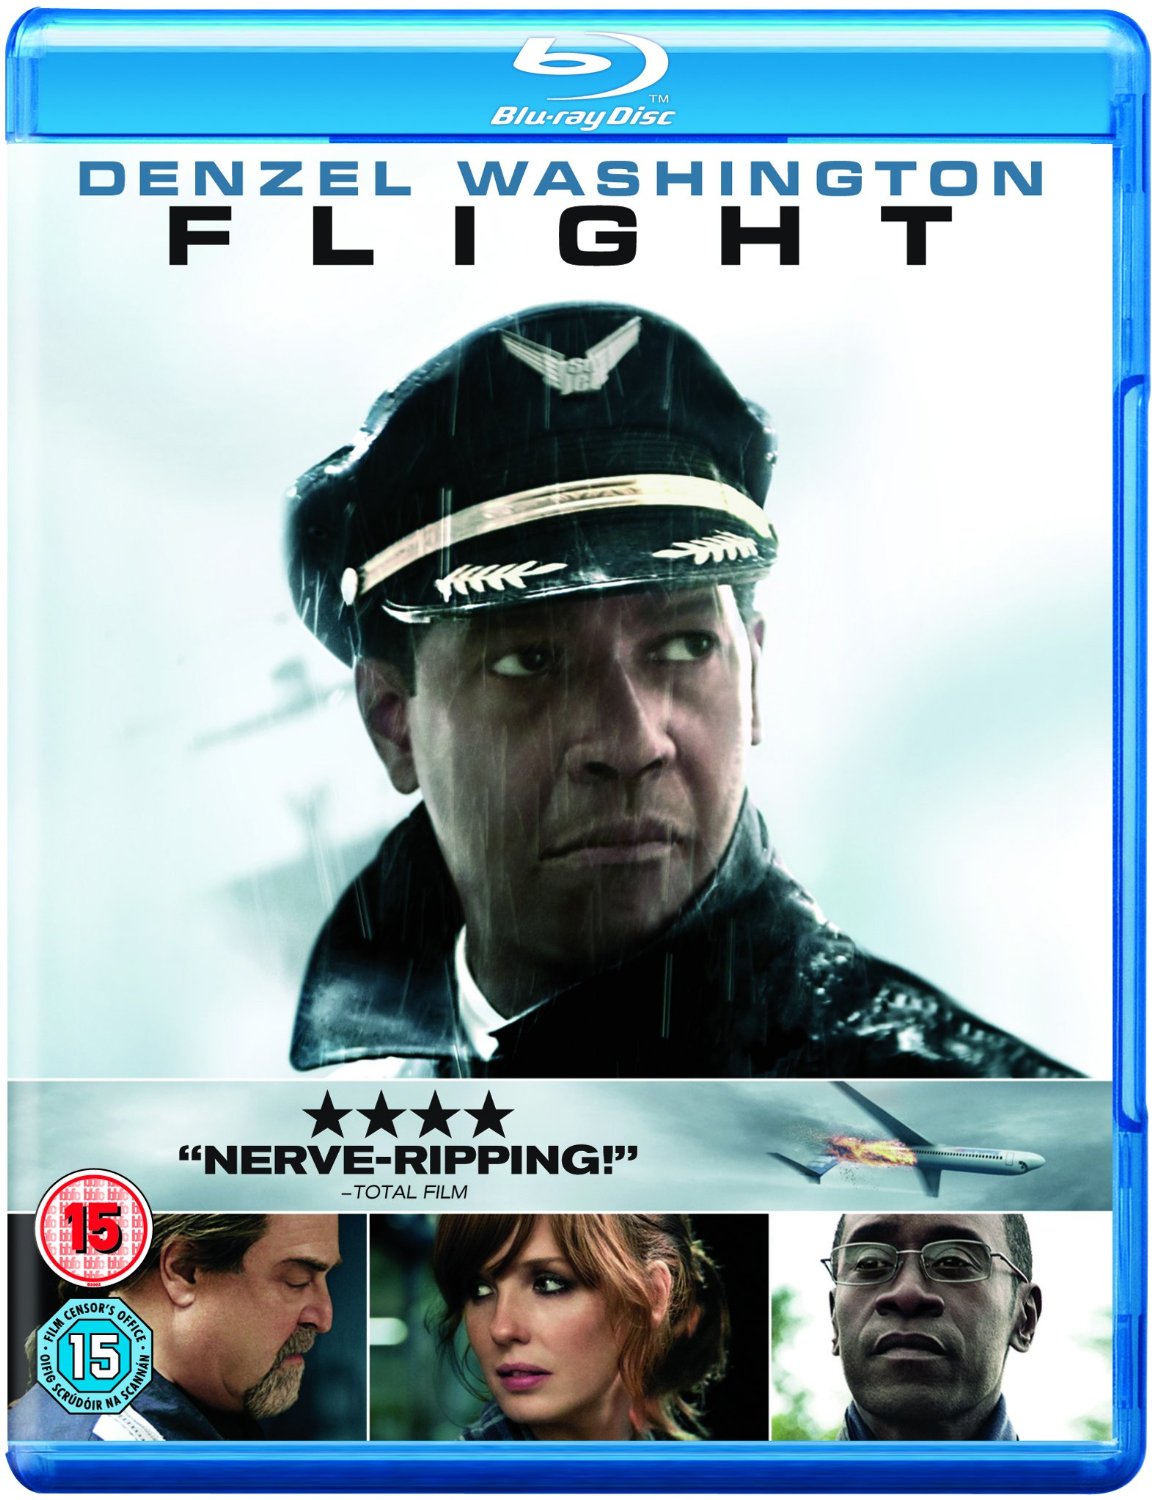 Blu-ray Disc
TM
DENZEL WASHINGTON
FLIGHT
★★★★
“NERVE-RIPPING!”
–TOTAL FILM
15
FILM CENSOR'S OFFICE
15
OIFIG SCRÚDÓIR NA SCANNÁN